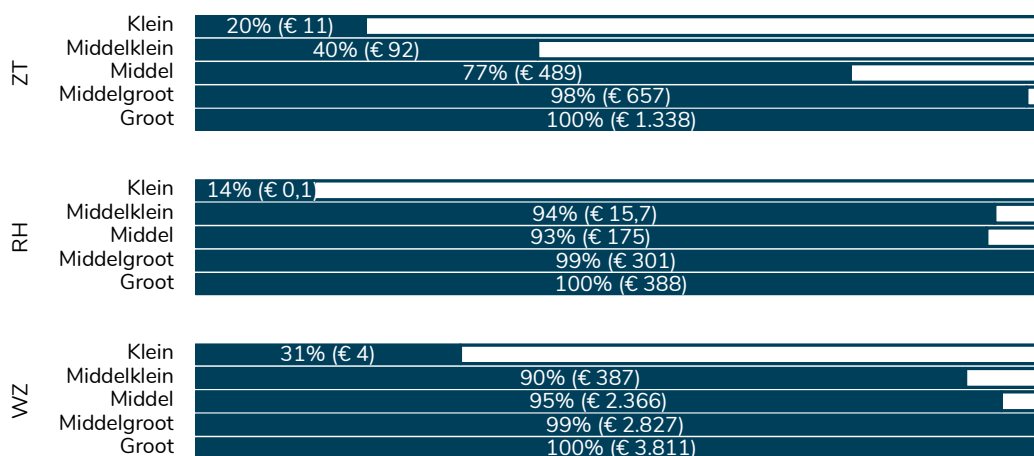 ZT
Klein 20% (€ 11)
Middelklein 40% (€ 92)
Middel 77% (€ 489)
Middelgroot 98% (€ 657)
Groot 100% (€ 1.338)
RH
Klein 14% (€ 0,1)
Middelklein 94% (€ 15,7)
Middel 93% (€ 175)
Middelgroot 99% (€ 301)
Groot 100% (€ 388)
WZ
Klein 31% (€ 4)
Middelklein 90% (€ 387)
Middel 95% (€ 2.366)
Middelgroot 99% (€ 2.827)
Groot 100% (€ 3.811)